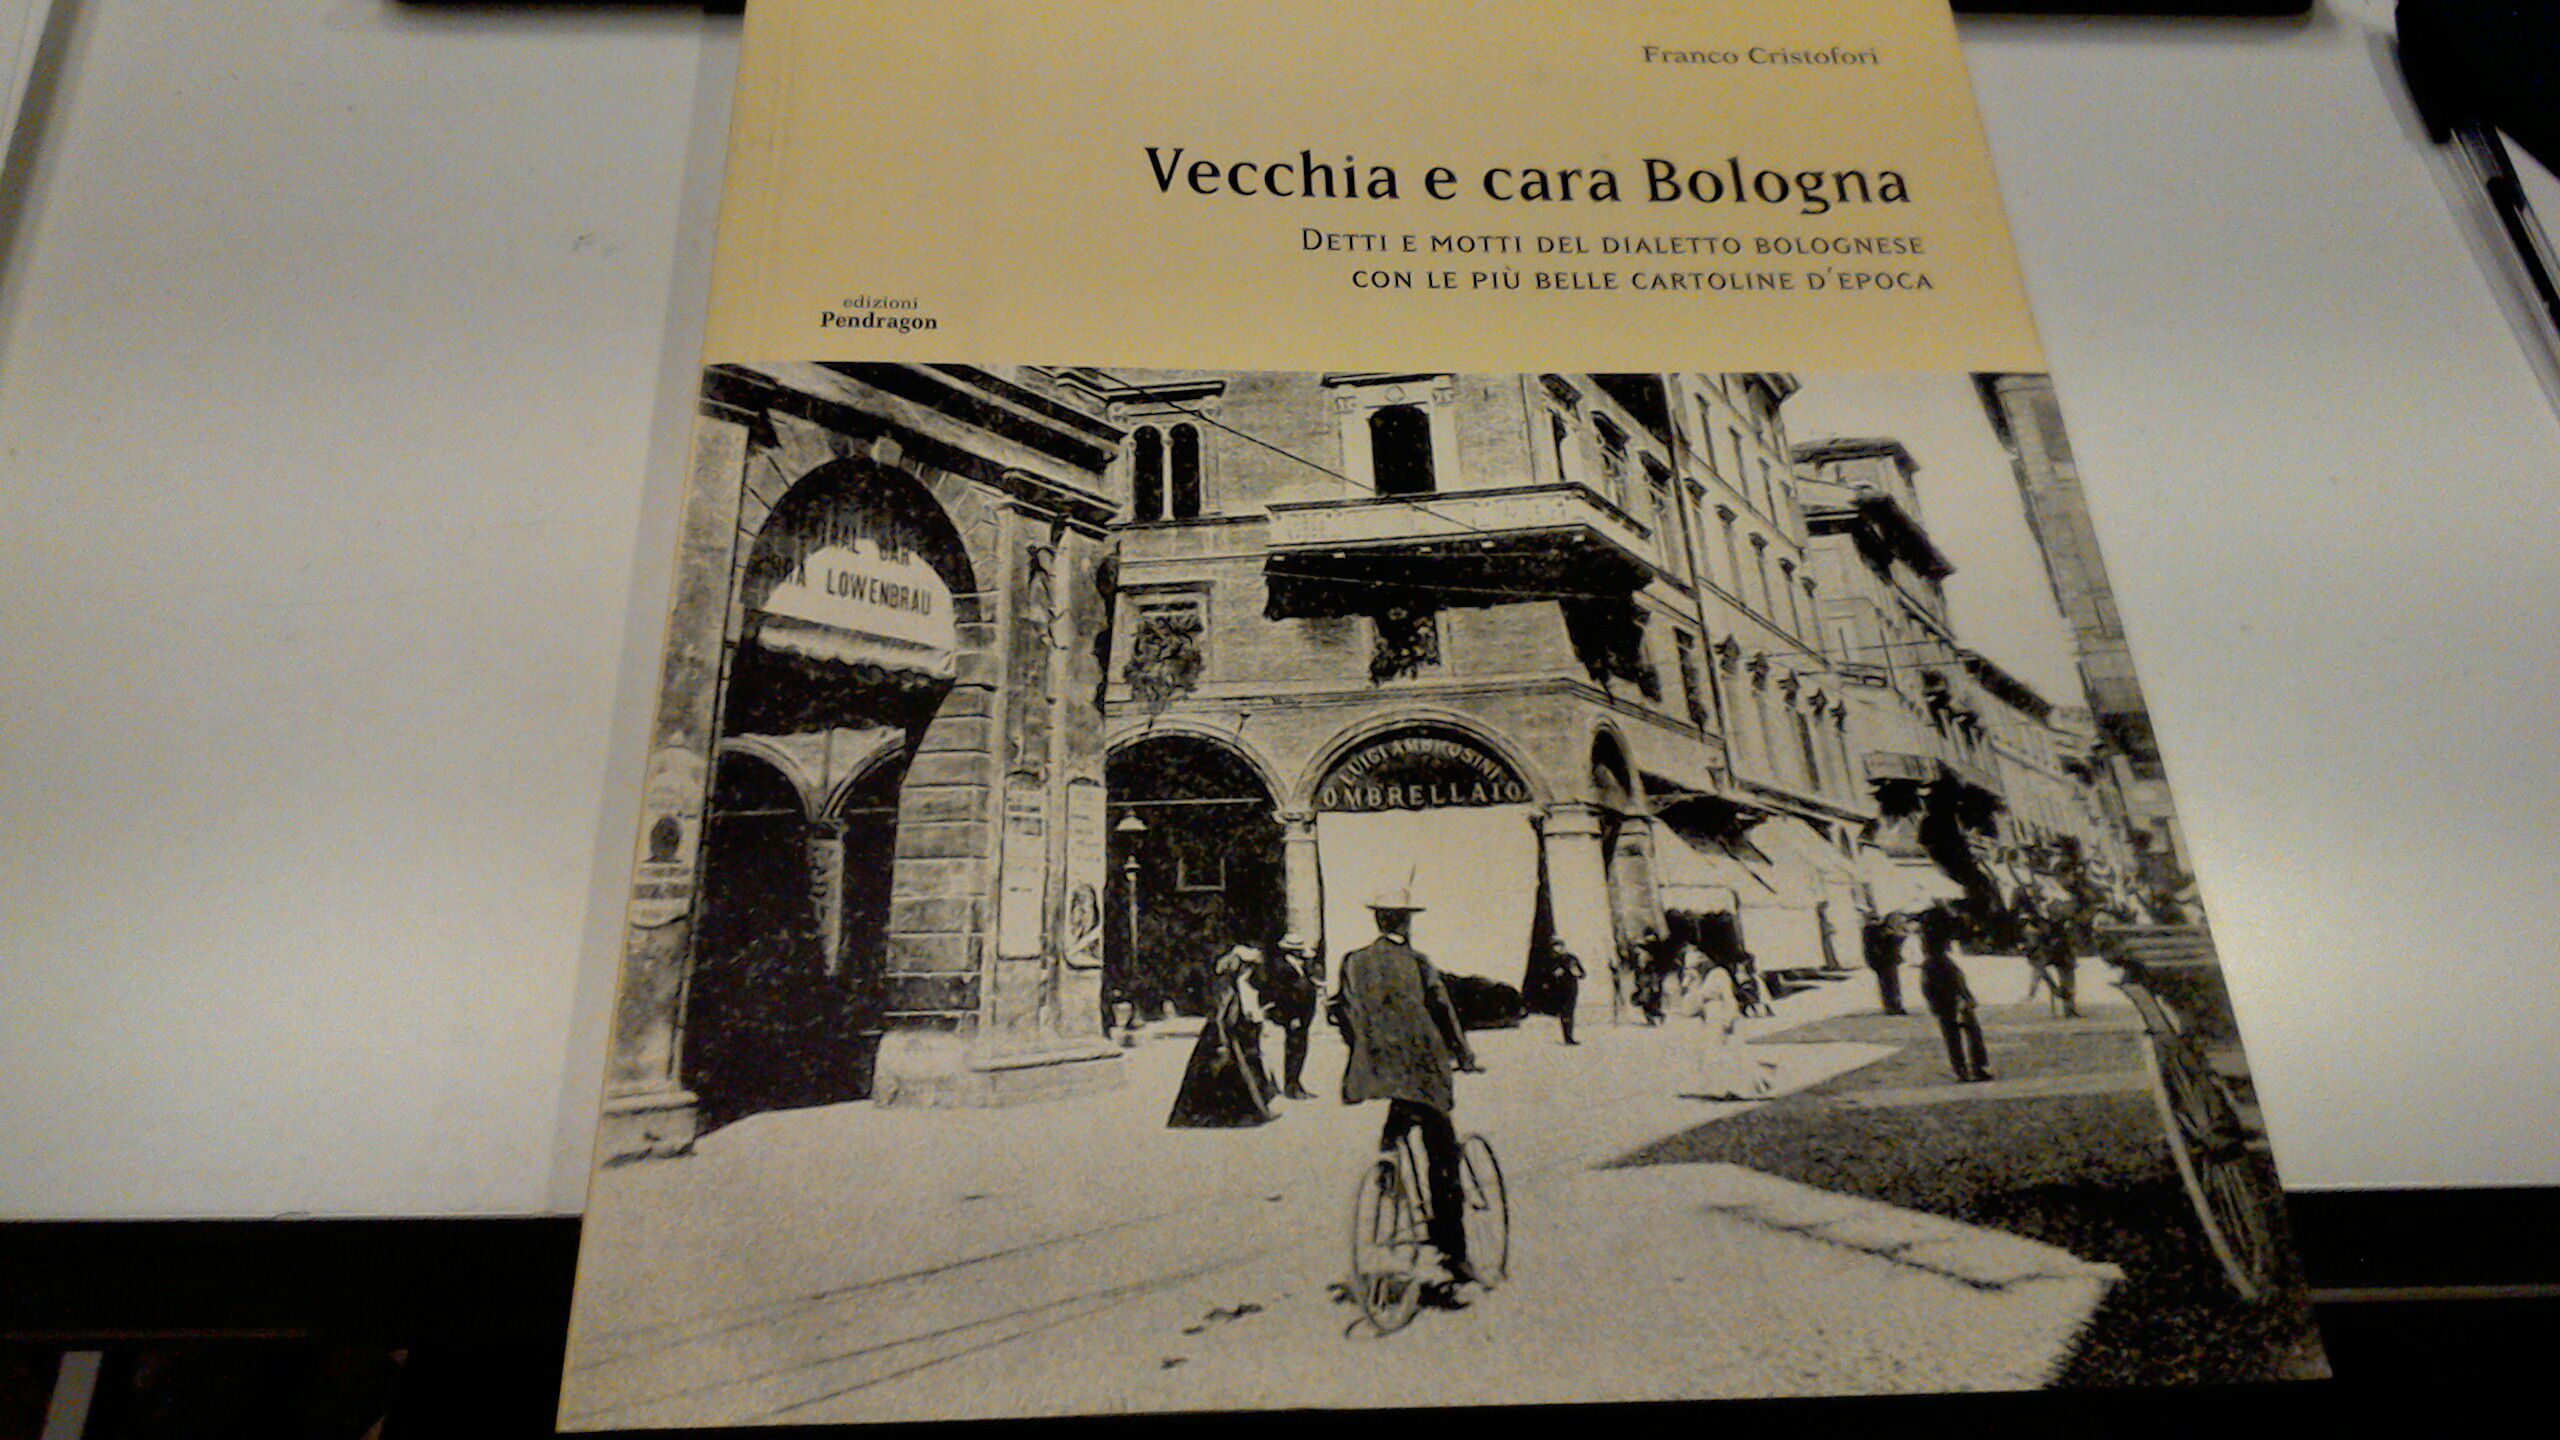 Franco Cristofori
Vecchia e cara Bologna
DETTI E MOTTI DEL DIALETTO BOLOGNESE
CON LE PIÙ BELLE CARTOLINE D'EPOCA
edizioni
Pendragon
BAR
LOWENBRAU
LUIGI AMBROSINI
OMBRELLAIO